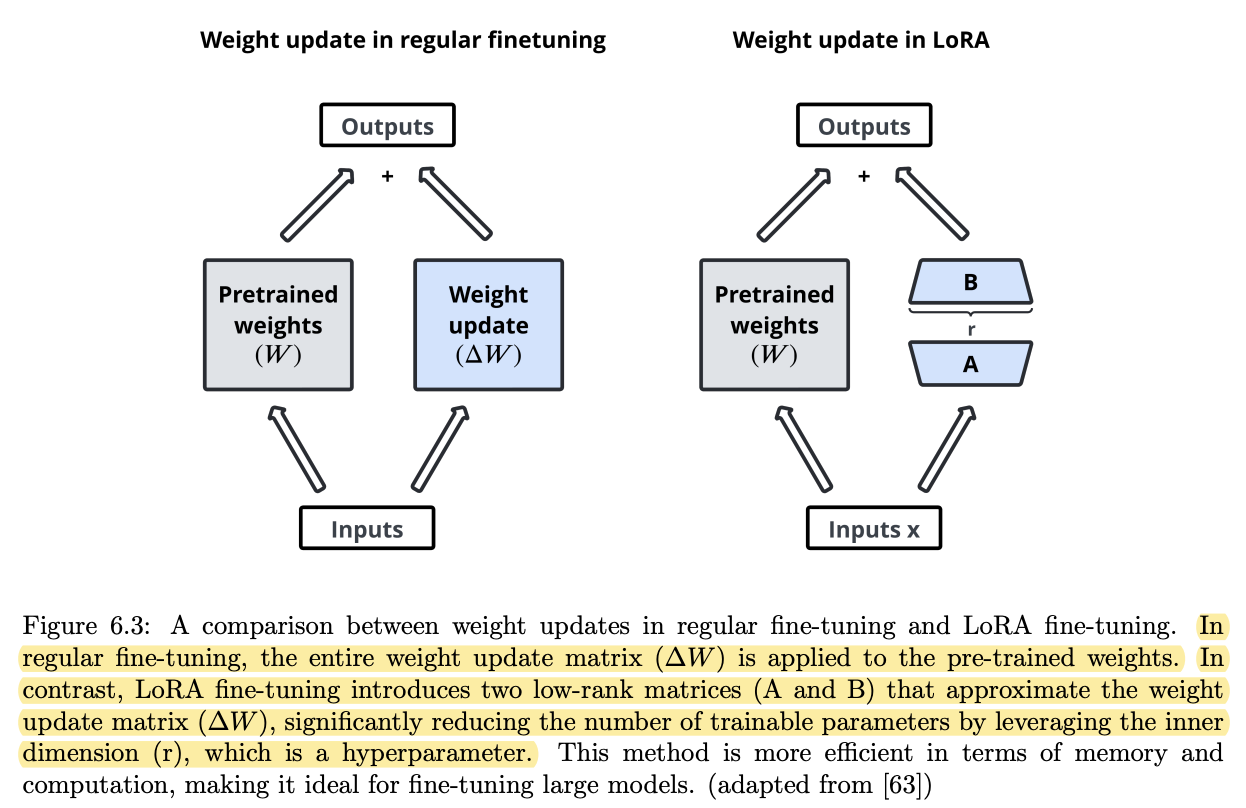 Weight update in regular finetuning
Weight update in LoRA
Outputs
Outputs
+
+
Pretrained
weights
(W)
Weight
update
(ΔW)
Pretrained
weights
(W)
B
r
A
Inputs
Inputs x
Figure 6.3: A comparison between weight updates in regular fine-tuning and LoRA fine-tuning. In
regular fine-tuning, the entire weight update matrix (ΔW) is applied to the pre-trained weights. In
contrast, LoRA fine-tuning introduces two low-rank matrices (A and B) that approximate the weight
update matrix (ΔW), significantly reducing the number of trainable parameters by leveraging the inner
dimension (r), which is a hyperparameter. This method is more efficient in terms of memory and
computation, making it ideal for fine-tuning large models. (adapted from [63])